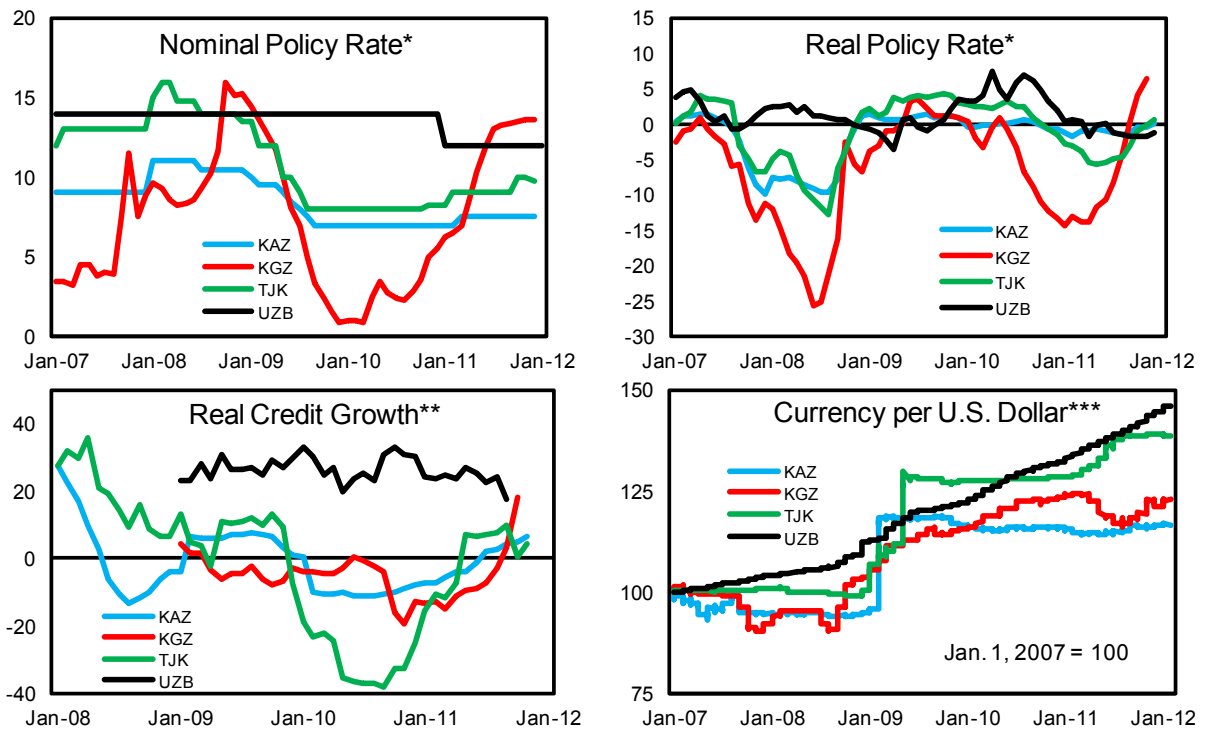 Nominal Policy Rate*
20
15
10
5
0
KAZ
KGZ
TJK
UZB
Jan-07 Jan-08 Jan-09 Jan-10 Jan-11 Jan-12
Real Policy Rate*
15
10
5
0
-5
-10
-15
-20
-25
-30
KAZ
KGZ
TJK
UZB
Jan-07 Jan-08 Jan-09 Jan-10 Jan-11 Jan-12
Real Credit Growth**
40
20
0
-20
-40
KAZ
KGZ
TJK
UZB
Jan-08 Jan-09 Jan-10 Jan-11 Jan-12
Currency per U.S. Dollar***
150
125
100
75
KAZ
KGZ
TJK
UZB
Jan. 1, 2007 = 100
Jan-07 Jan-08 Jan-09 Jan-10 Jan-11 Jan-12